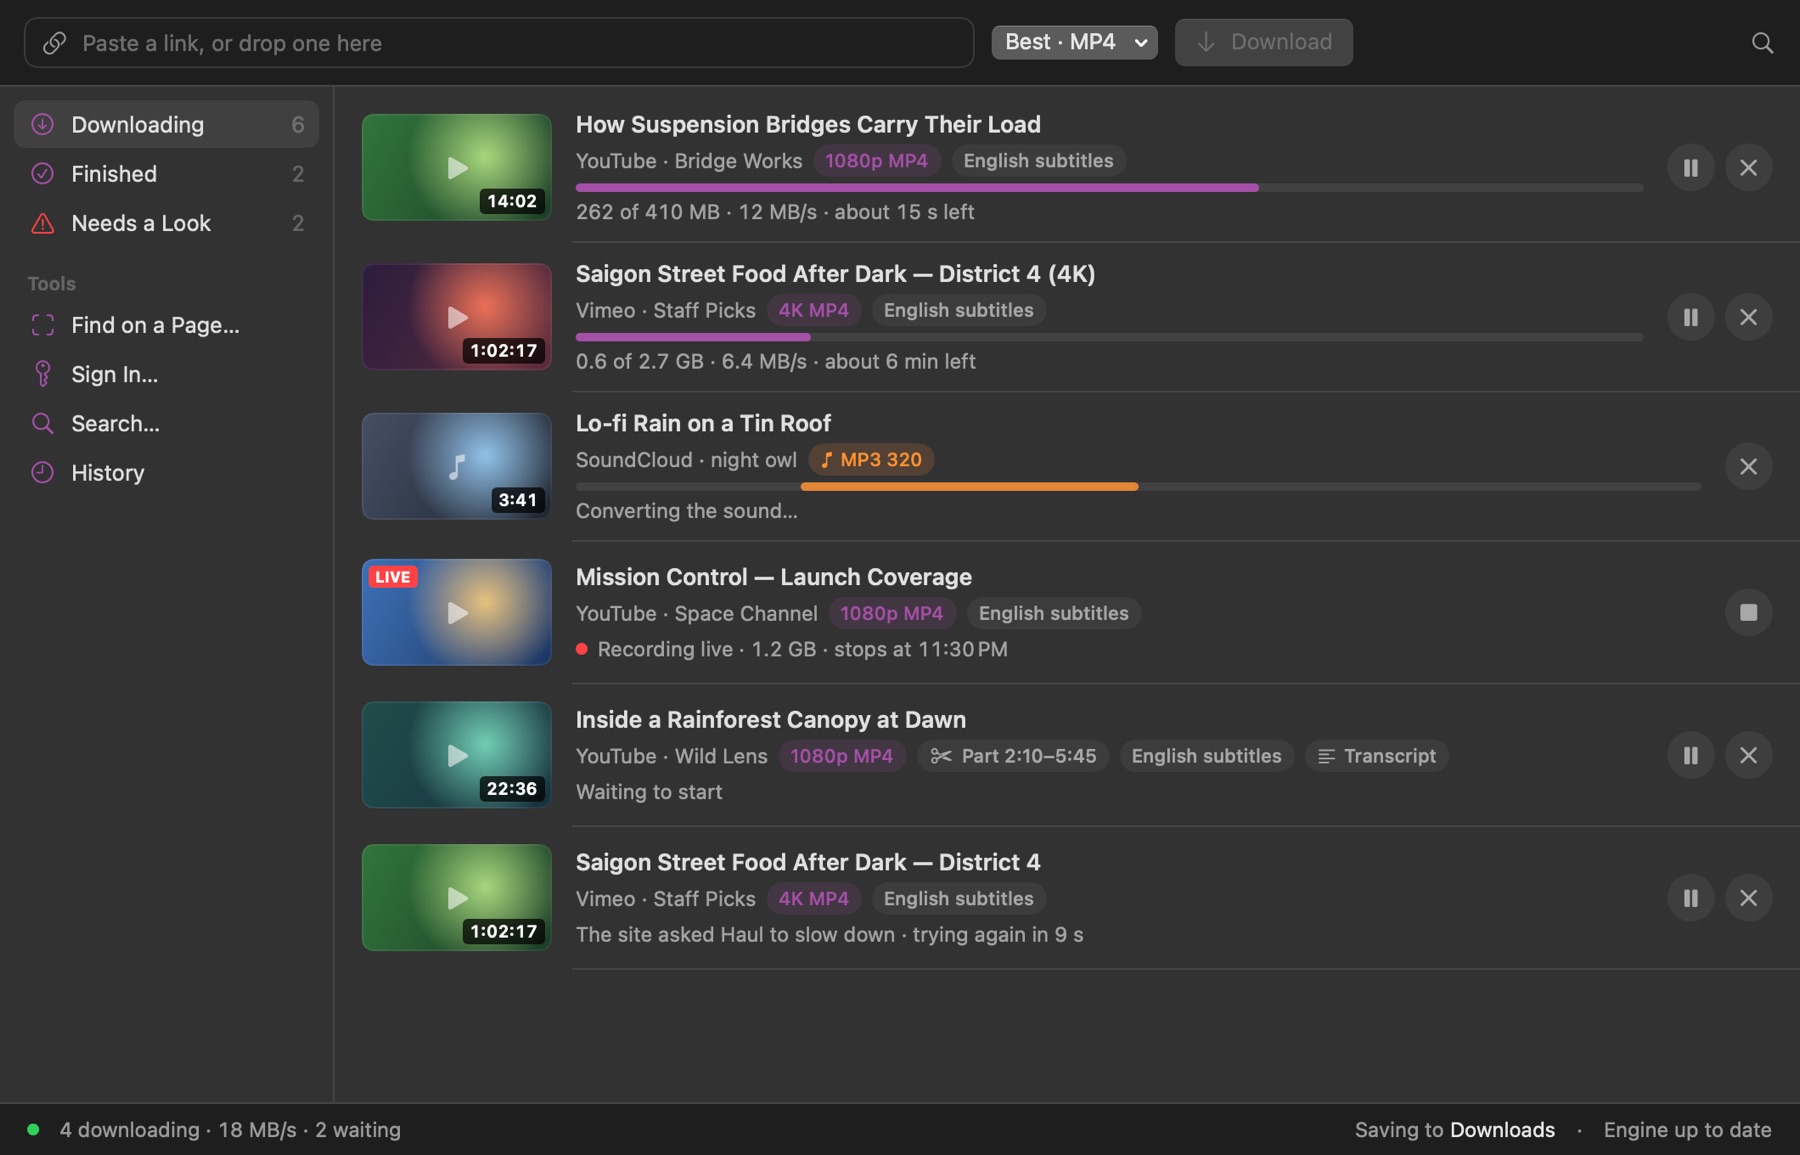 Paste a link, or drop one here
Best · MP4
Download
Downloading 6
Finished 2
Needs a Look 2
Tools
Find on a Page...
Sign In...
Search...
History
How Suspension Bridges Carry Their Load
YouTube · Bridge Works 1080p MP4 English subtitles
14:02
262 of 410 MB · 12 MB/s · about 15 s left
Saigon Street Food After Dark — District 4 (4K)
Vimeo · Staff Picks 4K MP4 English subtitles
1:02:17
0.6 of 2.7 GB · 6.4 MB/s · about 6 min left
Lo-fi Rain on a Tin Roof
SoundCloud · night owl MP3 320
3:41
Converting the sound...
LIVE
Mission Control — Launch Coverage
YouTube · Space Channel 1080p MP4 English subtitles
Recording live · 1.2 GB · stops at 11:30 PM
Inside a Rainforest Canopy at Dawn
YouTube · Wild Lens 1080p MP4 Part 2:10–5:45 English subtitles Transcript
22:36
Waiting to start
Saigon Street Food After Dark — District 4
Vimeo · Staff Picks 4K MP4 English subtitles
1:02:17
The site asked Haul to slow down · trying again in 9 s
4 downloading · 18 MB/s · 2 waiting
Saving to Downloads · Engine up to date